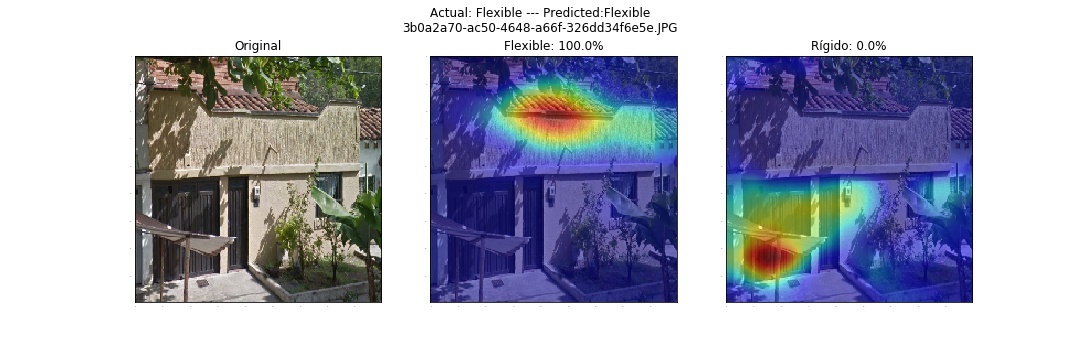 Actual: Flexible --- Predicted:Flexible
3b0a2a70-ac50-4648-a66f-326dd34f6e5e.JPG
Original
Flexible: 100.0%
Rígido: 0.0%